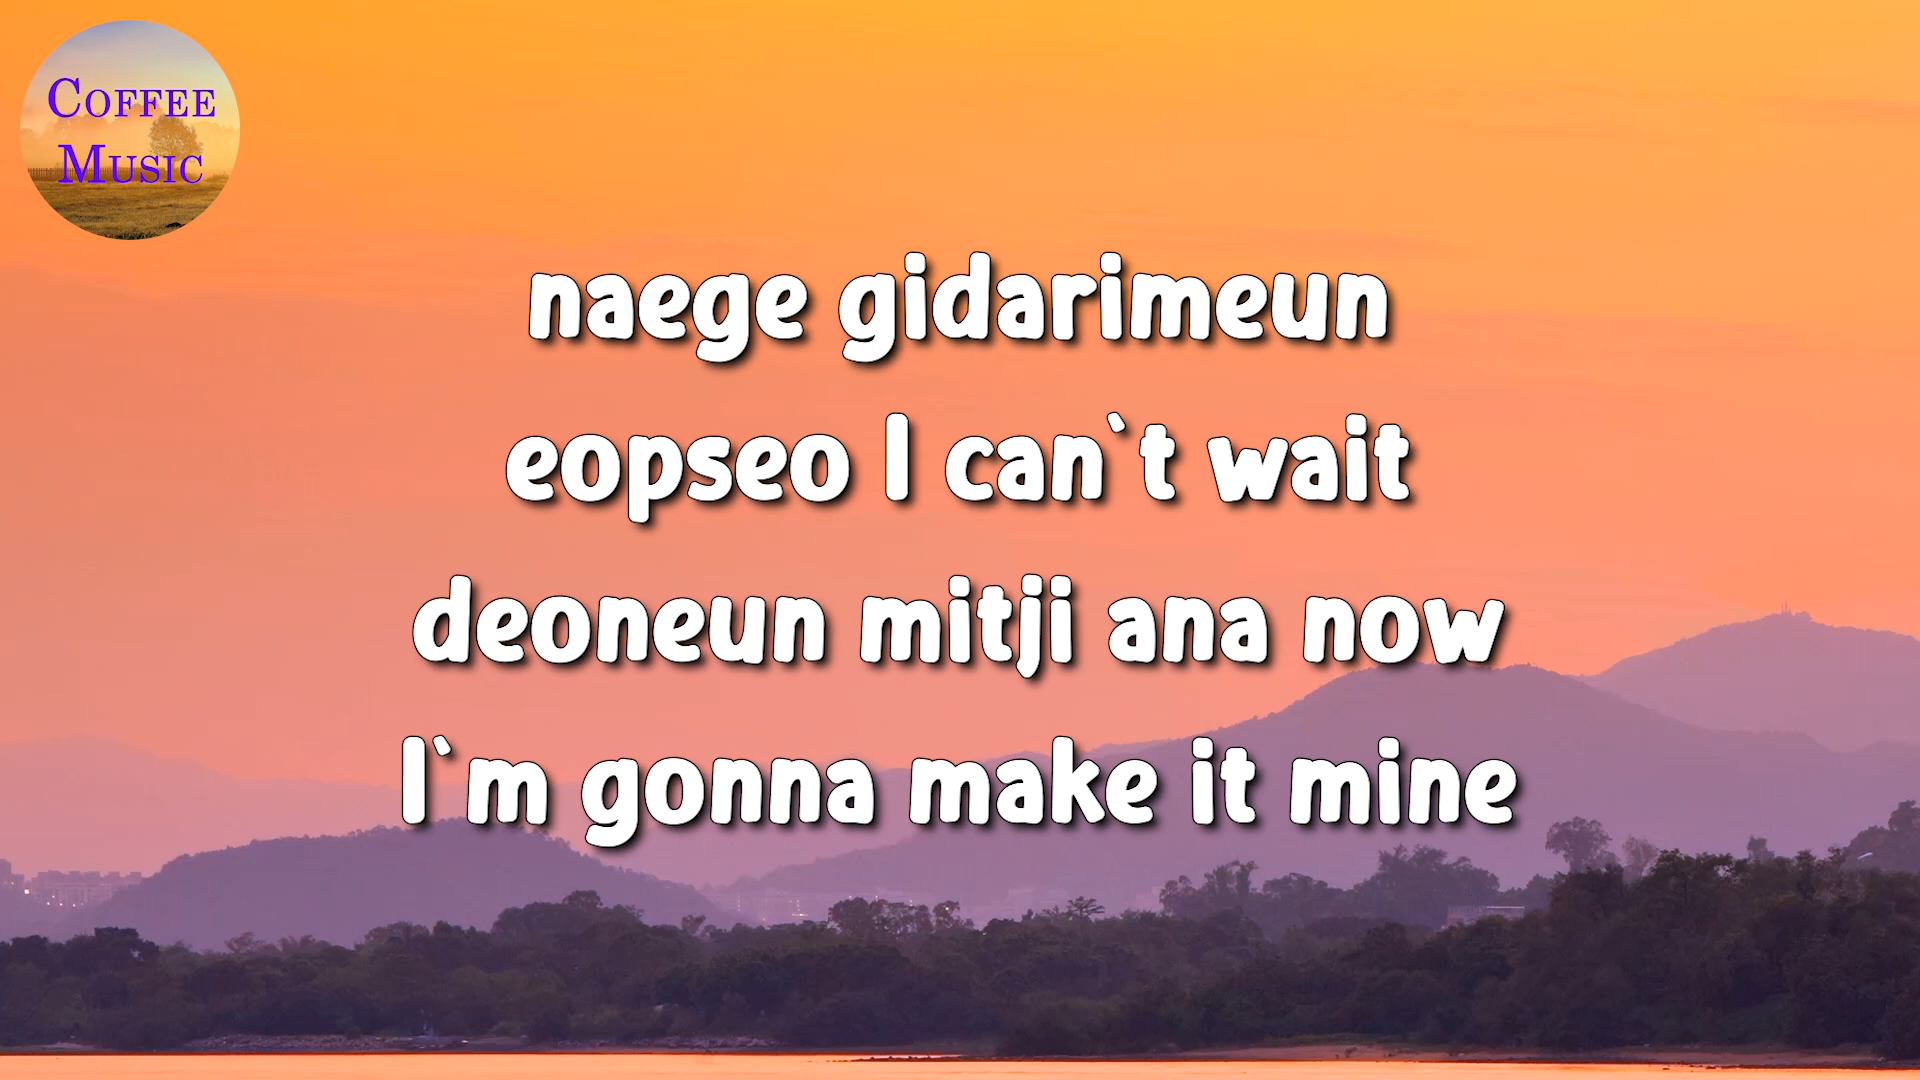 Coffee
Music
naege gidarimeun
eopseo I can`t wait
deoneun mitji ana now
I`m gonna make it mine